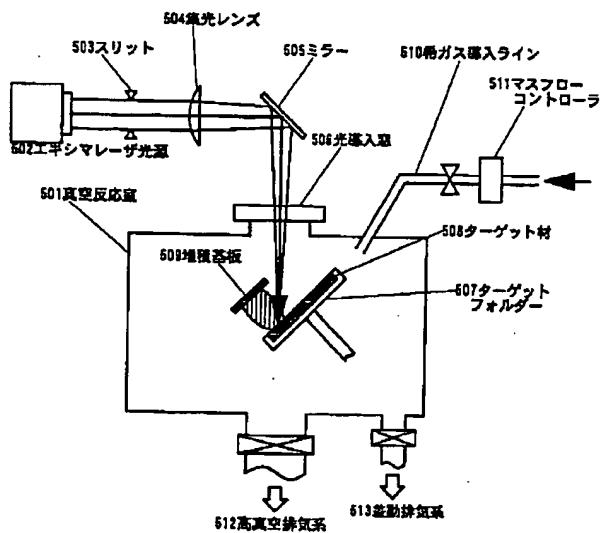 504集光レンズ
503スリット
505ミラー
510稀ガス導入ライン
511マスフロー
コントローラ
506光導入窓
502エキシマレーザ光源
501真空反応室
508ターゲット材
509堆積基板
507ターゲット
フォルダー
512高真空排気系
513差動排気系